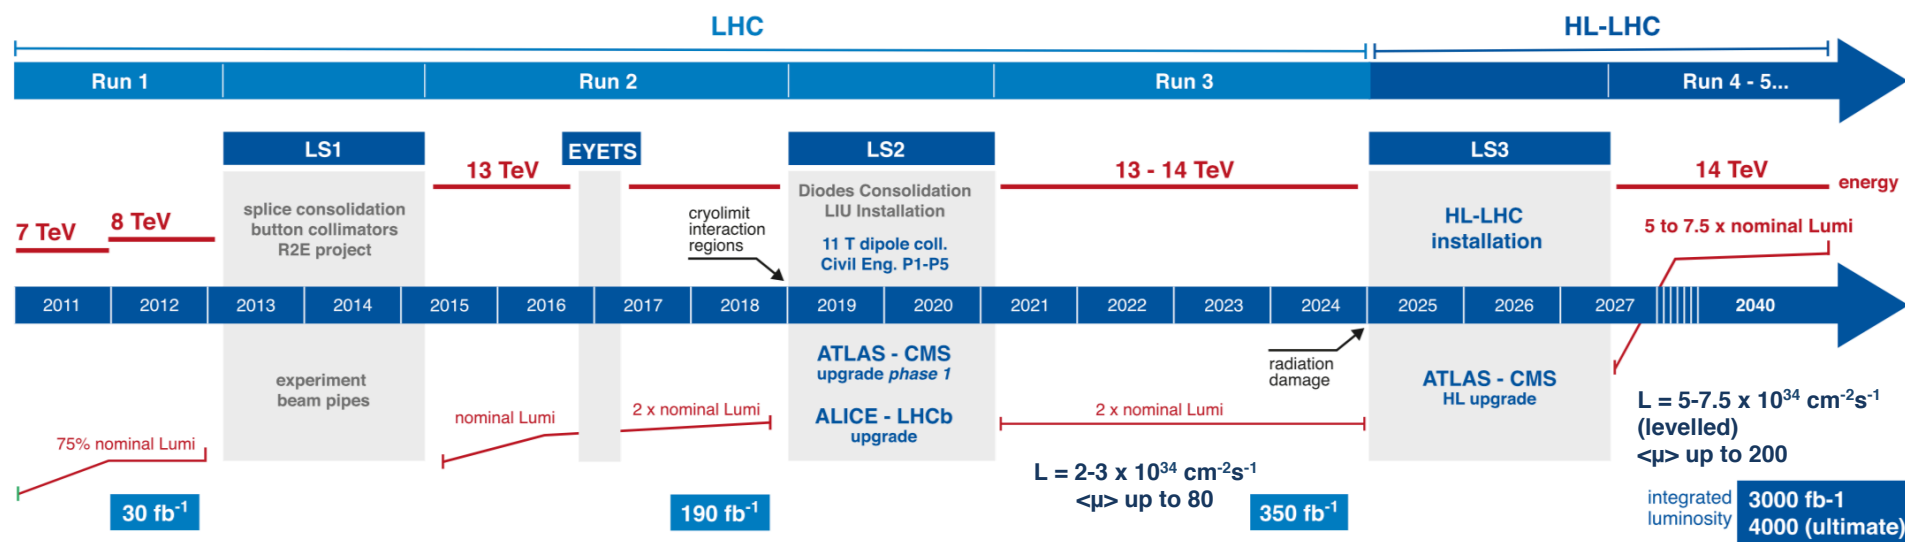 LHC
HL-LHC
Run 1
Run 2
Run 3
Run 4 - 5...
LS1
EYETS
LS2
LS3
13 TeV
13 - 14 TeV
14 TeV
energy
7 TeV
8 TeV
splice consolidation
button collimators
R2E project
cryolimit
interaction
regions
Diodes Consolidation
LIU Installation
11 T dipole coll.
Civil Eng. P1-P5
HL-LHC
installation
5 to 7.5 x nominal Lumi
2011
2012
2013
2014
2015
2016
2017
2018
2019
2020
2021
2022
2023
2024
2025
2026
2027
2040
experiment
beam pipes
ATLAS - CMS
upgrade phase 1
ALICE - LHCb
upgrade
radiation
damage
ATLAS - CMS
HL upgrade
75% nominal Lumi
nominal Lumi
2 x nominal Lumi
2 x nominal Lumi
L = 2-3 x 10³⁴ cm⁻²s⁻¹
<µ> up to 80
L = 5-7.5 x 10³⁴ cm⁻²s⁻¹
(levelled)
<µ> up to 200
30 fb⁻¹
190 fb⁻¹
350 fb⁻¹
integrated
luminosity
3000 fb-1
4000 (ultimate)